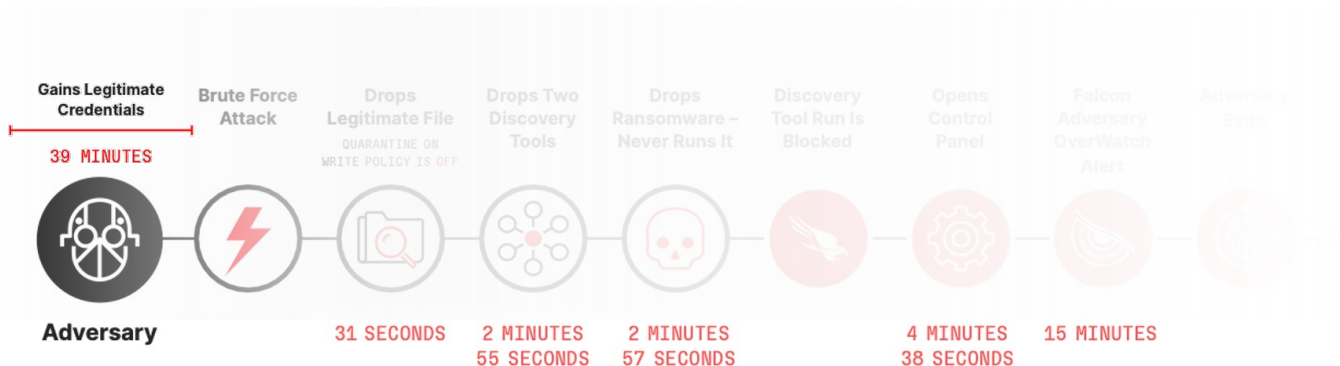 Gains Legitimate
Credentials
39 MINUTES
Adversary
Brute Force
Attack
Drops
Legitimate File
QUARANTINE ON
WRITE POLICY IS OFF
31 SECONDS
Drops Two
Discovery
Tools
2 MINUTES
55 SECONDS
Drops
Ransomware –
Never Runs It
2 MINUTES
57 SECONDS
Discovery
Tool Run Is
Blocked
Opens
Control
Panel
4 MINUTES
38 SECONDS
Falcon
Adversary
OverWatch
Alert
15 MINUTES
Adversary
Exits